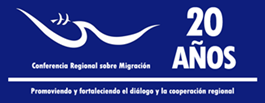 20
AÑOS
Conferencia Regional sobre Migración
Promoviendo y fortaleciendo el diálogo y la cooperación regional